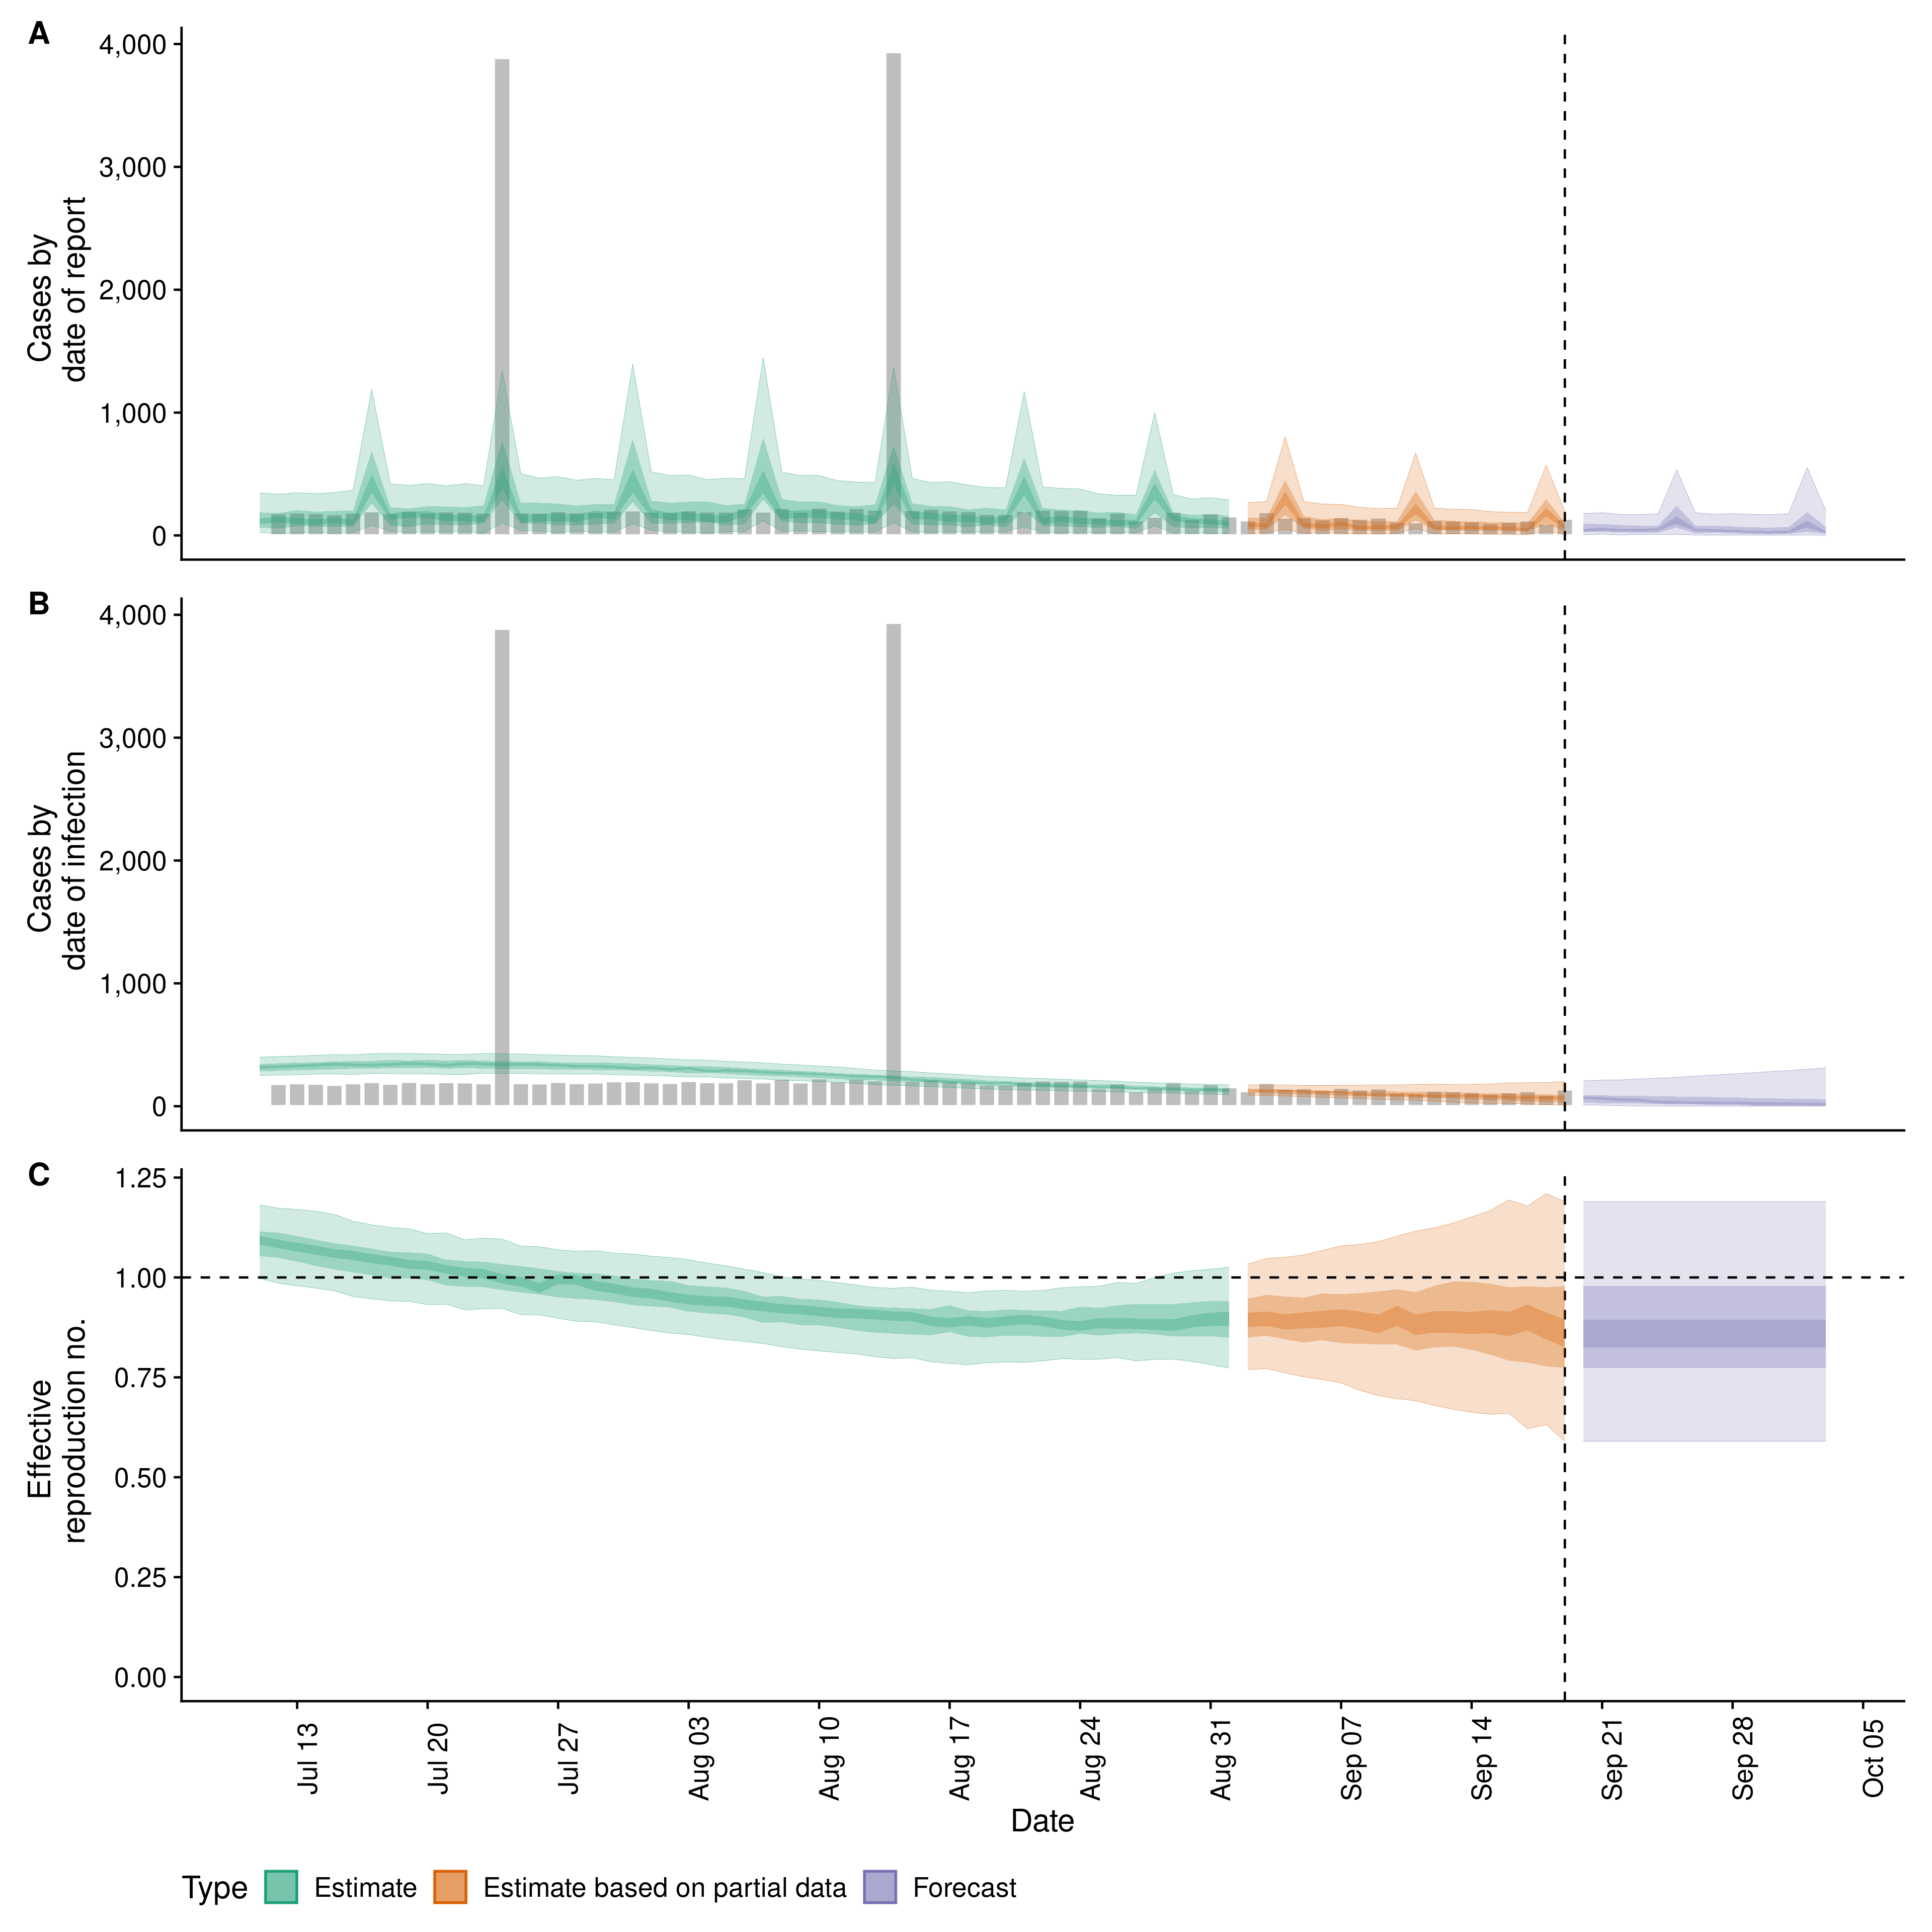 A
4,000
3,000
2,000
1,000
0
Cases by
date of report
B
4,000
3,000
2,000
1,000
0
Cases by
date of infection
C
1.25
1.00
0.75
0.50
0.25
0.00
Effective
reproduction no.
Jul 13
Jul 20
Jul 27
Aug 03
Aug 10
Aug 17
Aug 24
Aug 31
Sep 07
Sep 14
Sep 21
Sep 28
Oct 05
Date
Type Estimate Estimate based on partial data Forecast